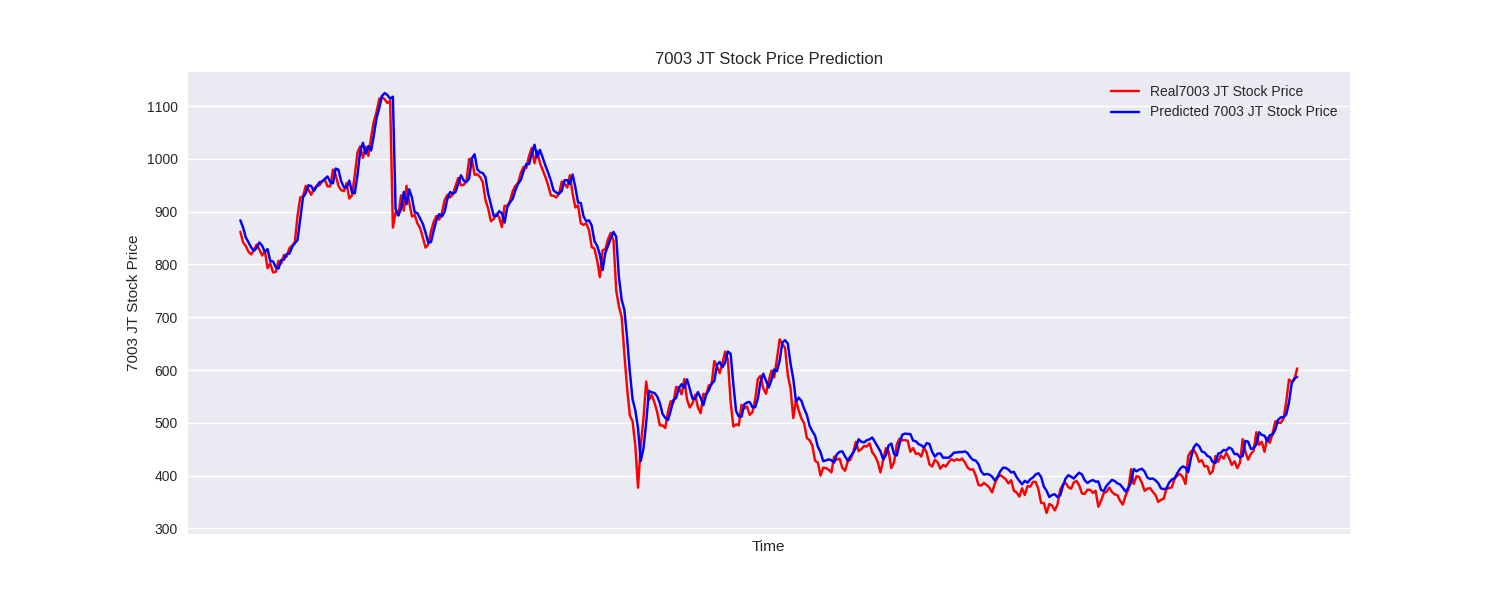 7003 JT Stock Price Prediction
Real7003 JT Stock Price
Predicted 7003 JT Stock Price
1100
1000
900
800
700
600
500
400
300
7003 JT Stock Price
Time